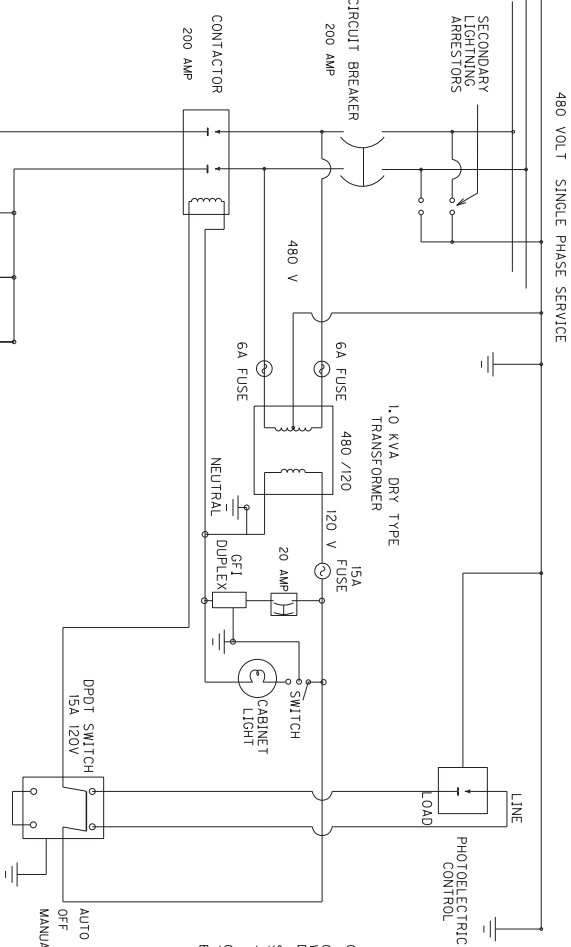 480 VOLT SINGLE PHASE SERVICE
SECONDARY
LIGHTNING
ARRESTORS
CIRCUIT BREAKER
200 AMP
CONTACTOR
200 AMP
480 V
6A FUSE
6A FUSE
1.0 KVA DRY TYPE
TRANSFORMER
480 /120
120 V
NEUTRAL
15A
FUSE
20 AMP
GFI
DUPLEX
SWITCH
CABINET
LIGHT
LINE
LOAD
PHOTOELECTRIC
CONTROL
DPDT SWITCH
15A 120V
AUTO
OFF
MANUA